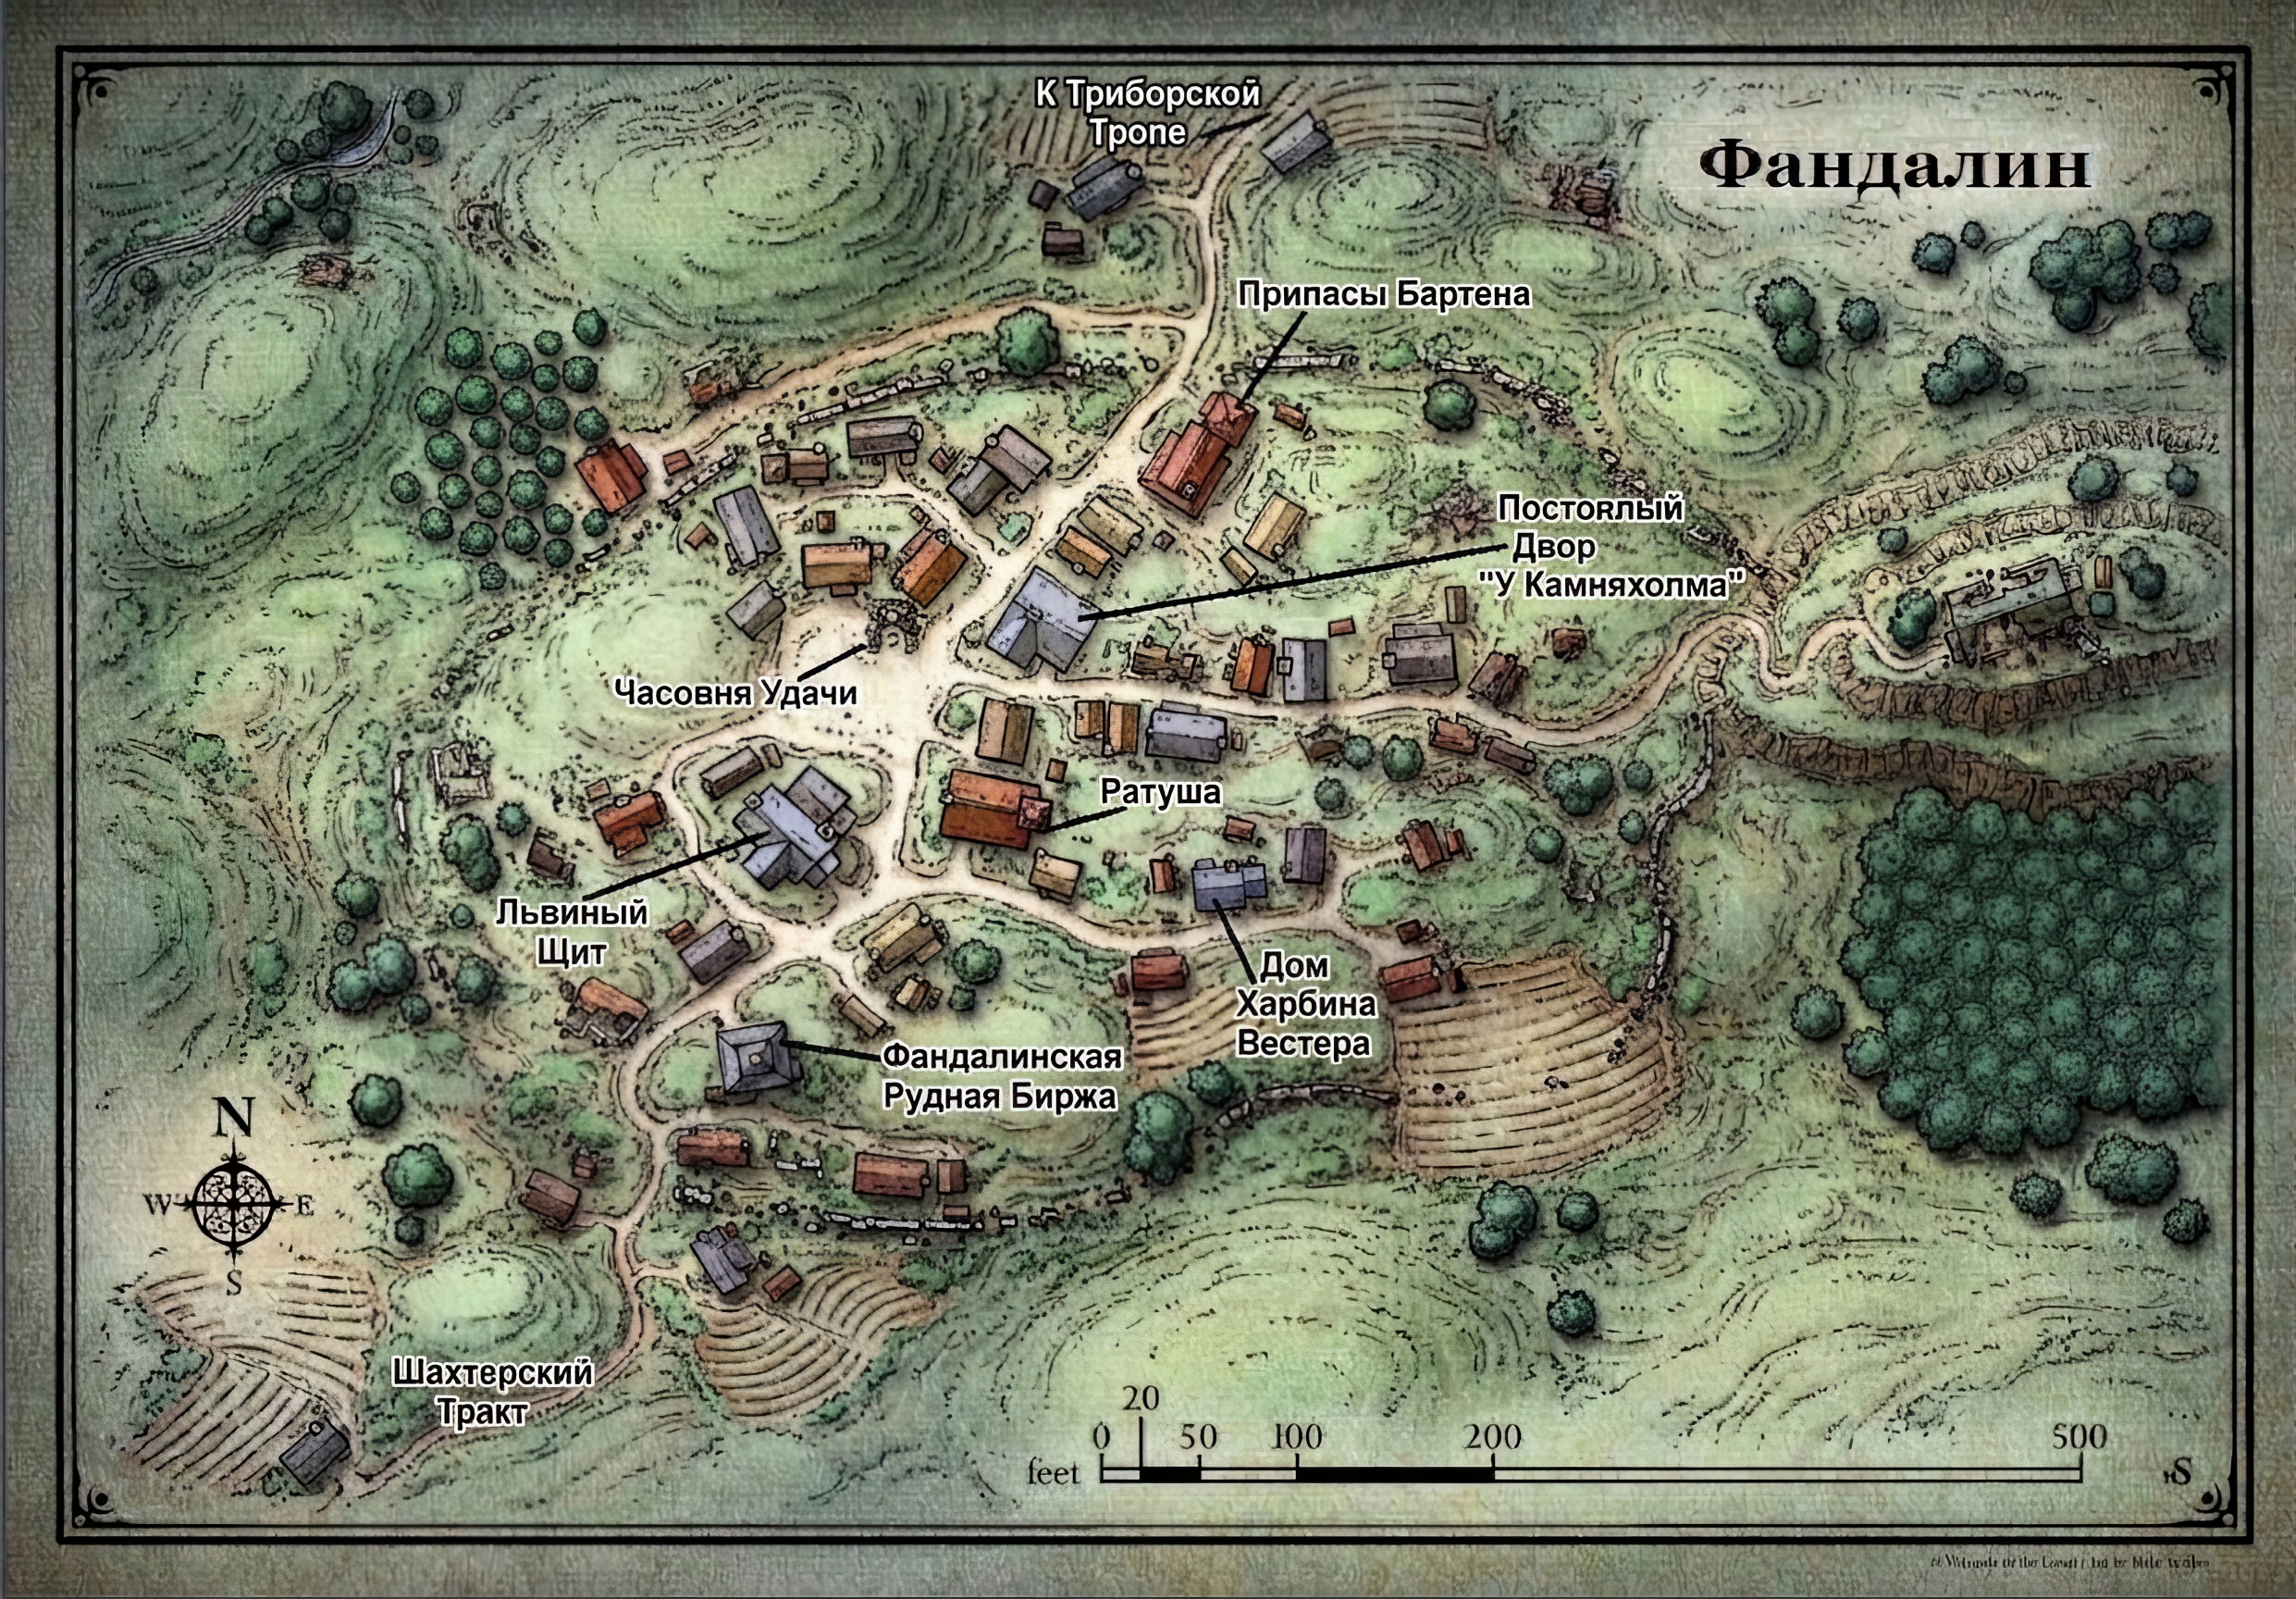 К Триборской
Тропе
Фандалин
Припасы Бартена
Постоялый
Двор
"У Камняхолма"
Часовня Удачи
Ратуша
Львиный
Щит
Дом
Харбина
Вестера
Фандалинская
Рудная Биржа
N
W E
S
Шахтерский
Тракт
20
0 50 100 200 500
feet